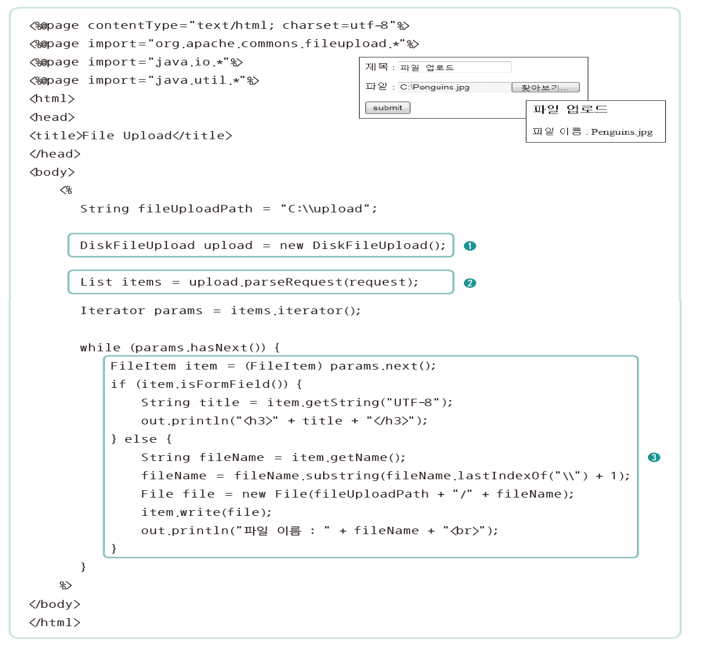 <%@page contentType="text/html; charset=utf-8"%>
<%@page import="org.apache.commons.fileupload.*"%>
<%@page import="java.io.*"%>
<%@page import="java.util.*"%>
<html>
<head>
<title>File Upload</title>
</head>
<body>
<%
String fileUploadPath = "C:\\upload";
DiskFileUpload upload = new DiskFileUpload(); 1
List items = upload.parseRequest(request); 2
Iterator params = items.iterator();
while (params.hasNext()) {
FileItem item = (FileItem) params.next();
if (item.isFormField()) {
String title = item.getString("UTF-8");
out.println("<h3>" + title + "</h3>");
} else {
String fileName = item.getName();
fileName = fileName.substring(fileName.lastIndexOf("\\") + 1);
File file = new File(fileUploadPath + "/" + fileName);
item.write(file);
out.println("파일 이름 : " + fileName + "<br>");
}
3
}
%>
</body>
</html>
제목 : 파일 업로드
파일 : C:\Penguins.jpg 찾아보기...
submit
파일 업로드
파일 이름 : Penguins.jpg